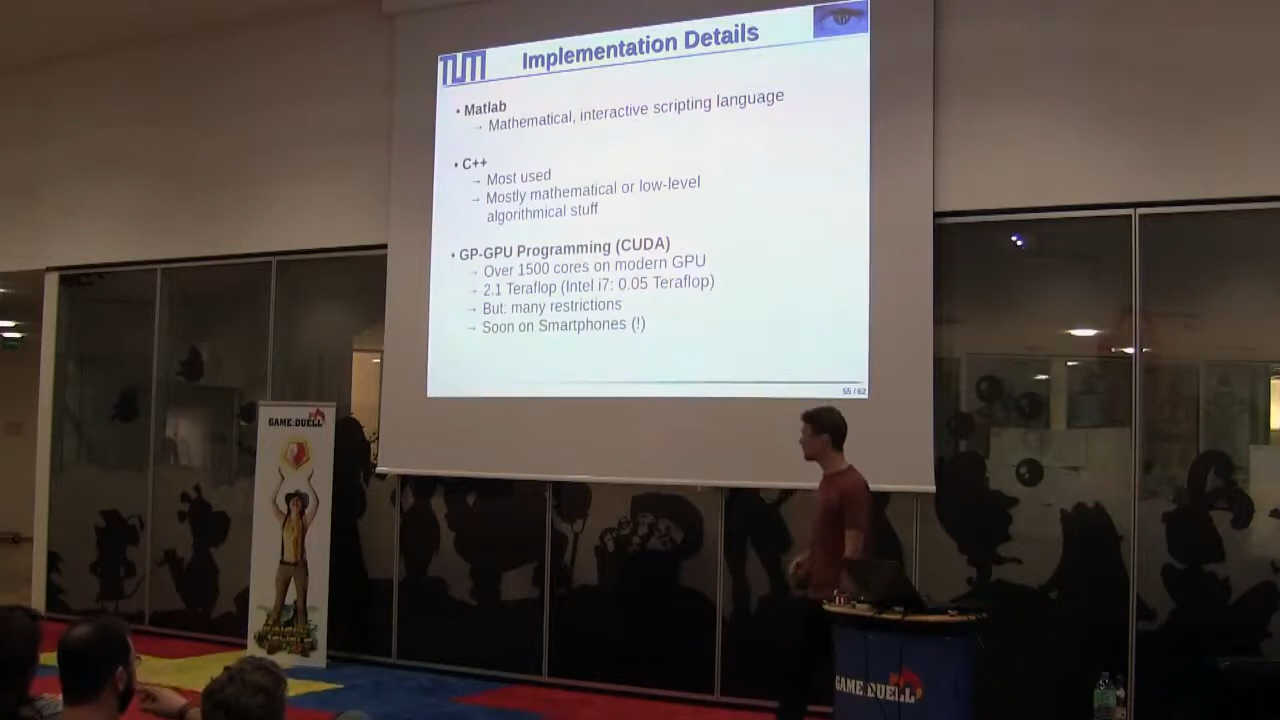 TUM
Implementation Details
• Matlab
→ Mathematical, interactive scripting language
• C++
→ Most used
→ Mostly mathematical or low-level
algorithmical stuff
• GP-GPU Programming (CUDA)
→ Over 1500 cores on modern GPU
→ 2.1 Teraflop (Intel i7: 0.05 Teraflop)
→ But: many restrictions
→ Soon on Smartphones (!)
55 / 62
GAME DUELL
GAME DUELL